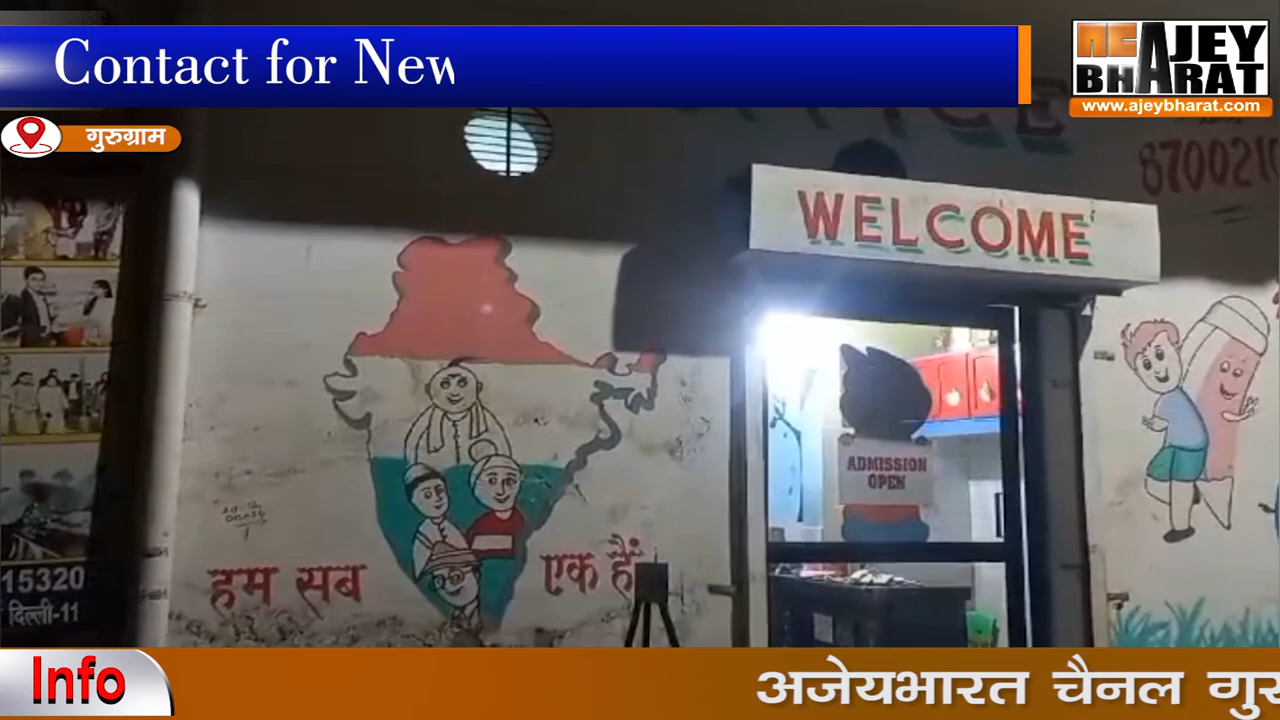 Contact for New
AJEY
BHARAT
www.ajeybharat.com
गुरुग्राम
870021
WELCOME
ADMISSION
OPEN
हम सब
एक हैं
15320
दिल्ली-11
Info
अजेयभारत चैनल गुरु